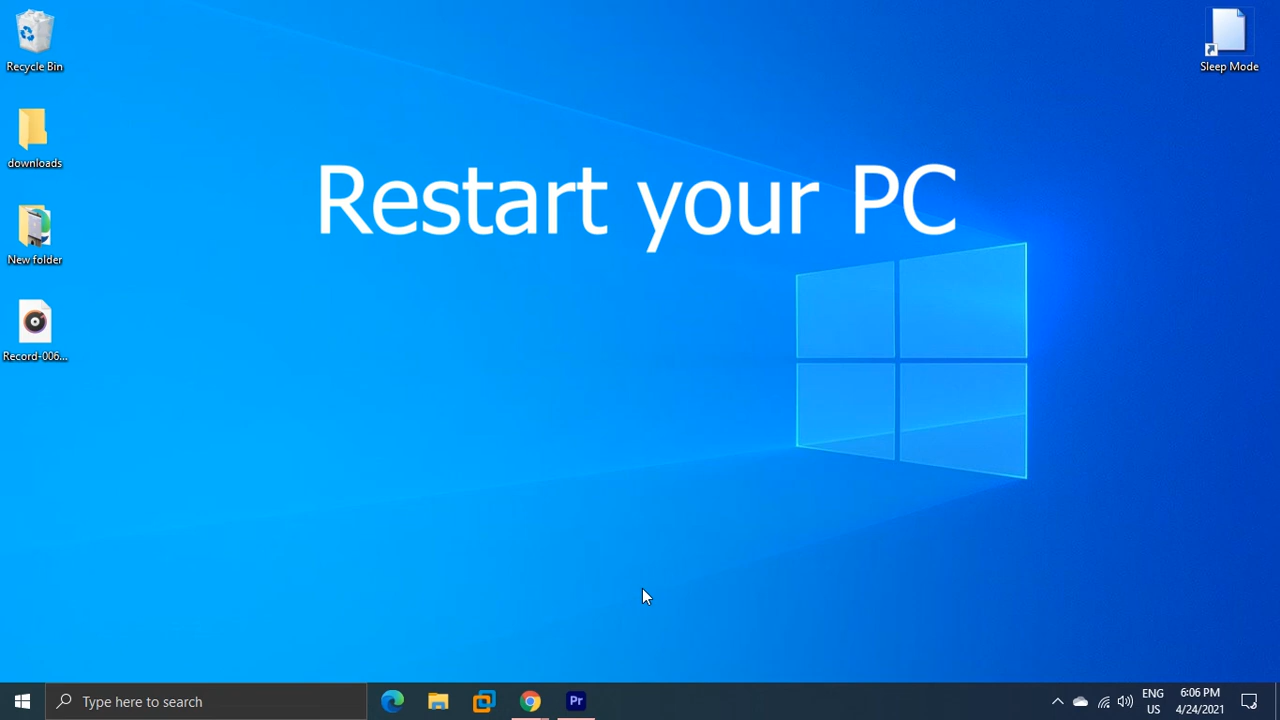 Recycle Bin
Sleep Mode
downloads
Restart your PC
New folder
Record-006...
Type here to search
Pr
ENG
US
6:06 PM
4/24/2021